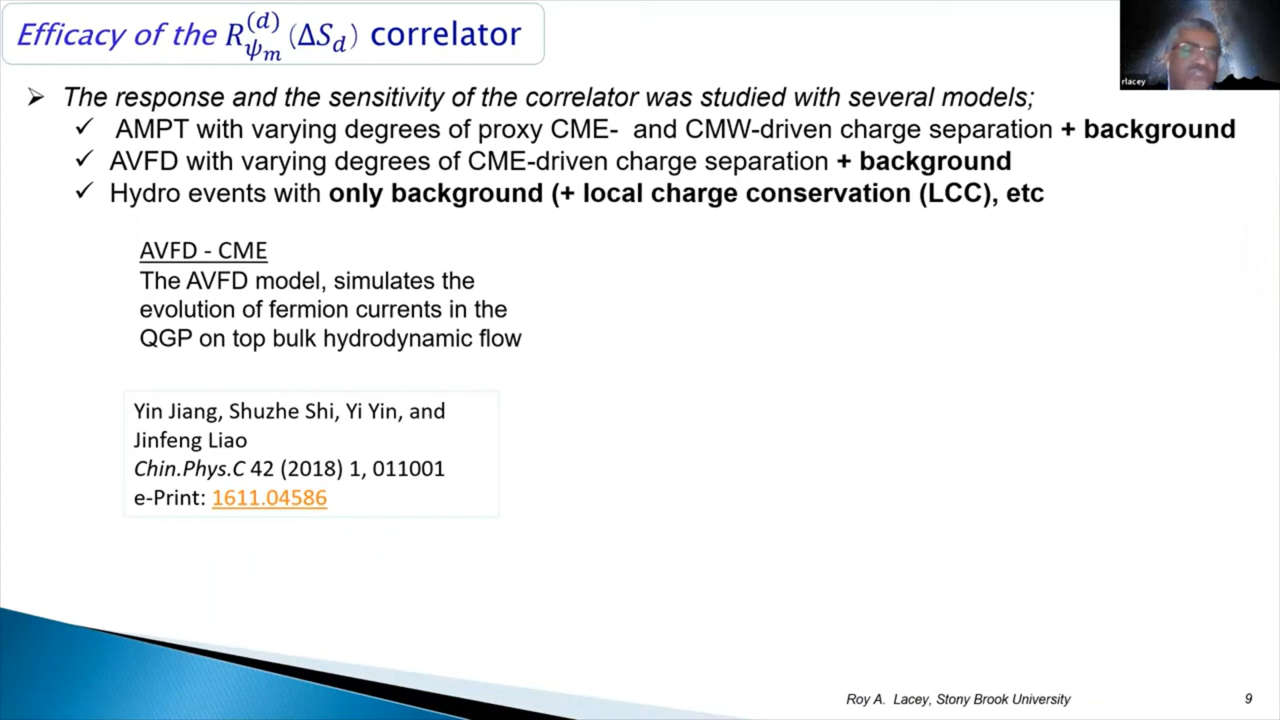 Efficacy of the R_{ψ_m}^{(d)}(ΔS_d) correlator
rlacey
➢ The response and the sensitivity of the correlator was studied with several models;
✓ AMPT with varying degrees of proxy CME- and CMW-driven charge separation + background
✓ AVFD with varying degrees of CME-driven charge separation + background
✓ Hydro events with only background (+ local charge conservation (LCC), etc
AVFD - CME
The AVFD model, simulates the
evolution of fermion currents in the
QGP on top bulk hydrodynamic flow
Yin Jiang, Shuzhe Shi, Yi Yin, and
Jinfeng Liao
Chin.Phys.C 42 (2018) 1, 011001
e-Print: 1611.04586
Roy A. Lacey, Stony Brook University
9